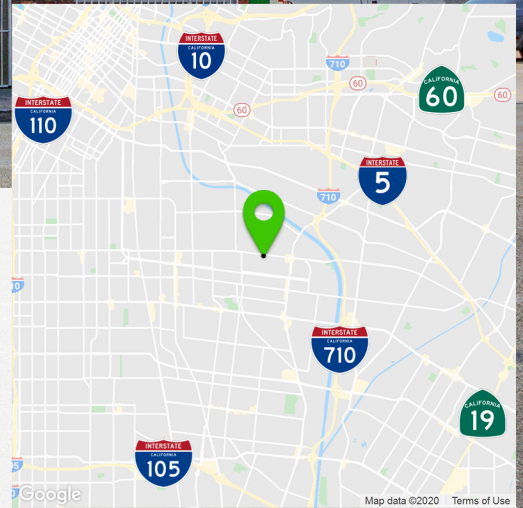 INTERSTATE
CALIFORNIA
10
710
CALIFORNIA
60
60
60
60
INTERSTATE
CALIFORNIA
110
INTERSTATE
CALIFORNIA
5
710
INTERSTATE
CALIFORNIA
710
CALIFORNIA
19
INTERSTATE
CALIFORNIA
105
Google
Map data ©2020 Terms of Use